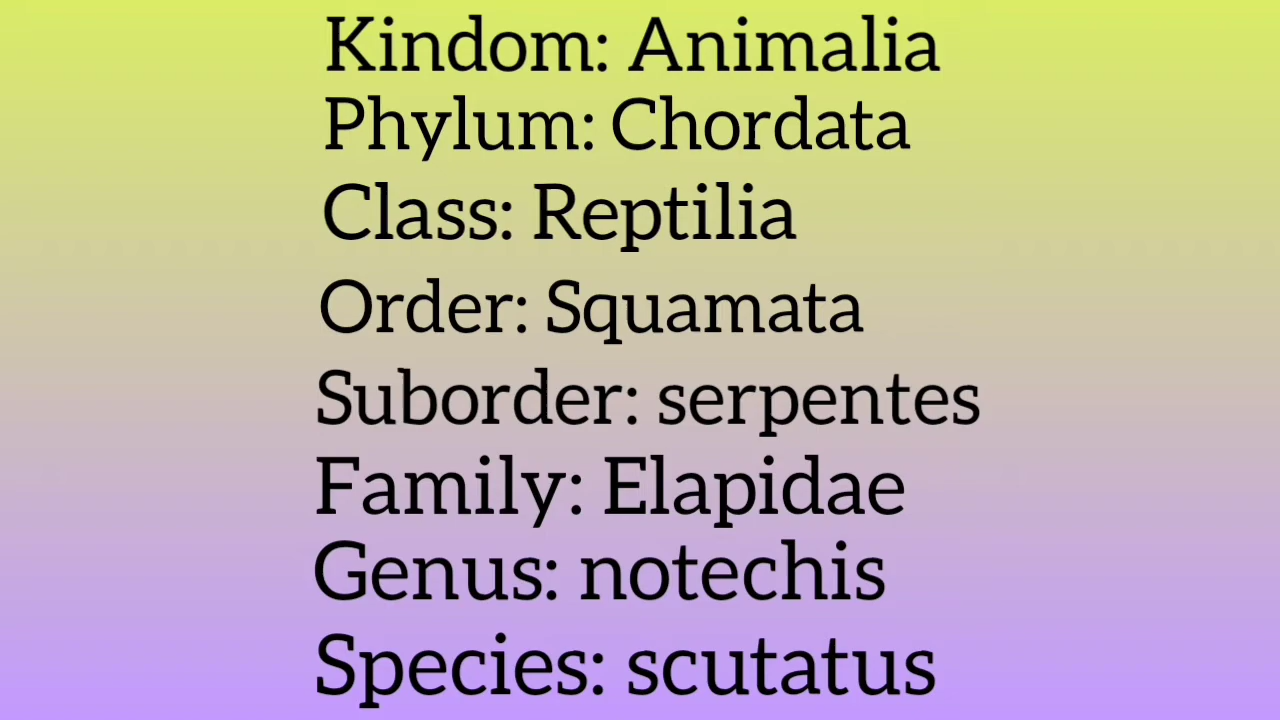 Kindom: Animalia
Phylum: Chordata
Class: Reptilia
Order: Squamata
Suborder: serpentes
Family: Elapidae
Genus: notechis
Species: scutatus